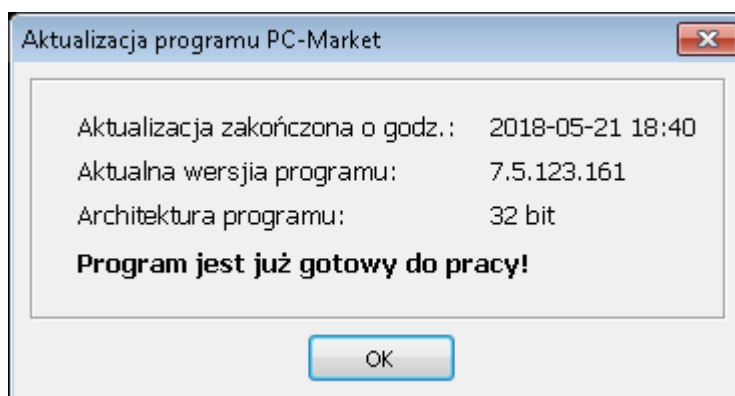 Aktualizacja programu PC-Market
Aktualizacja zakończona o godz.: 2018-05-21 18:40
Aktualna wersjia programu: 7.5.123.161
Architektura programu: 32 bit
Program jest już gotowy do pracy!
OK